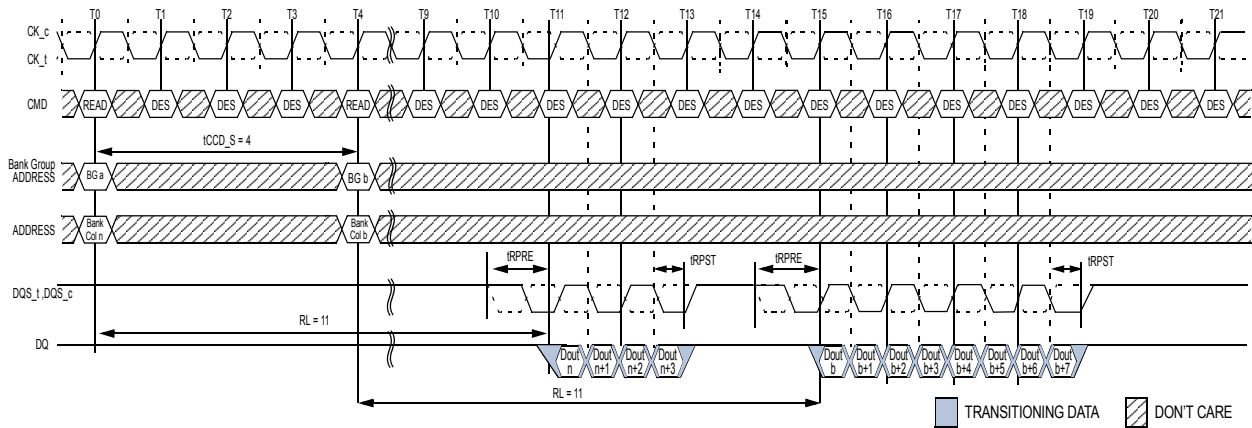 T0 T1 T2 T3 T4 T9 T10 T11 T12 T13 T14 T15 T16 T17 T18 T19 T20 T21
CK_c
CK_t
CMD READ DES DES DES READ DES DES DES DES DES DES DES DES DES DES DES DES DES
tCCD_S = 4
Bank Group
ADDRESS BG a BG b
ADDRESS Bank
Col n Bank
Col b
tRPRE tRPST tRPRE tRPST
DQS_t ,DQS_c
RL = 11
DQ Dout
n Dout
n+1 Dout
n+2 Dout
n+3 Dout
b Dout
b+1 Dout
b+2 Dout
b+3 Dout
b+4 Dout
b+5 Dout
b+6 Dout
b+7
RL = 11
TRANSITIONING DATA DON'T CARE